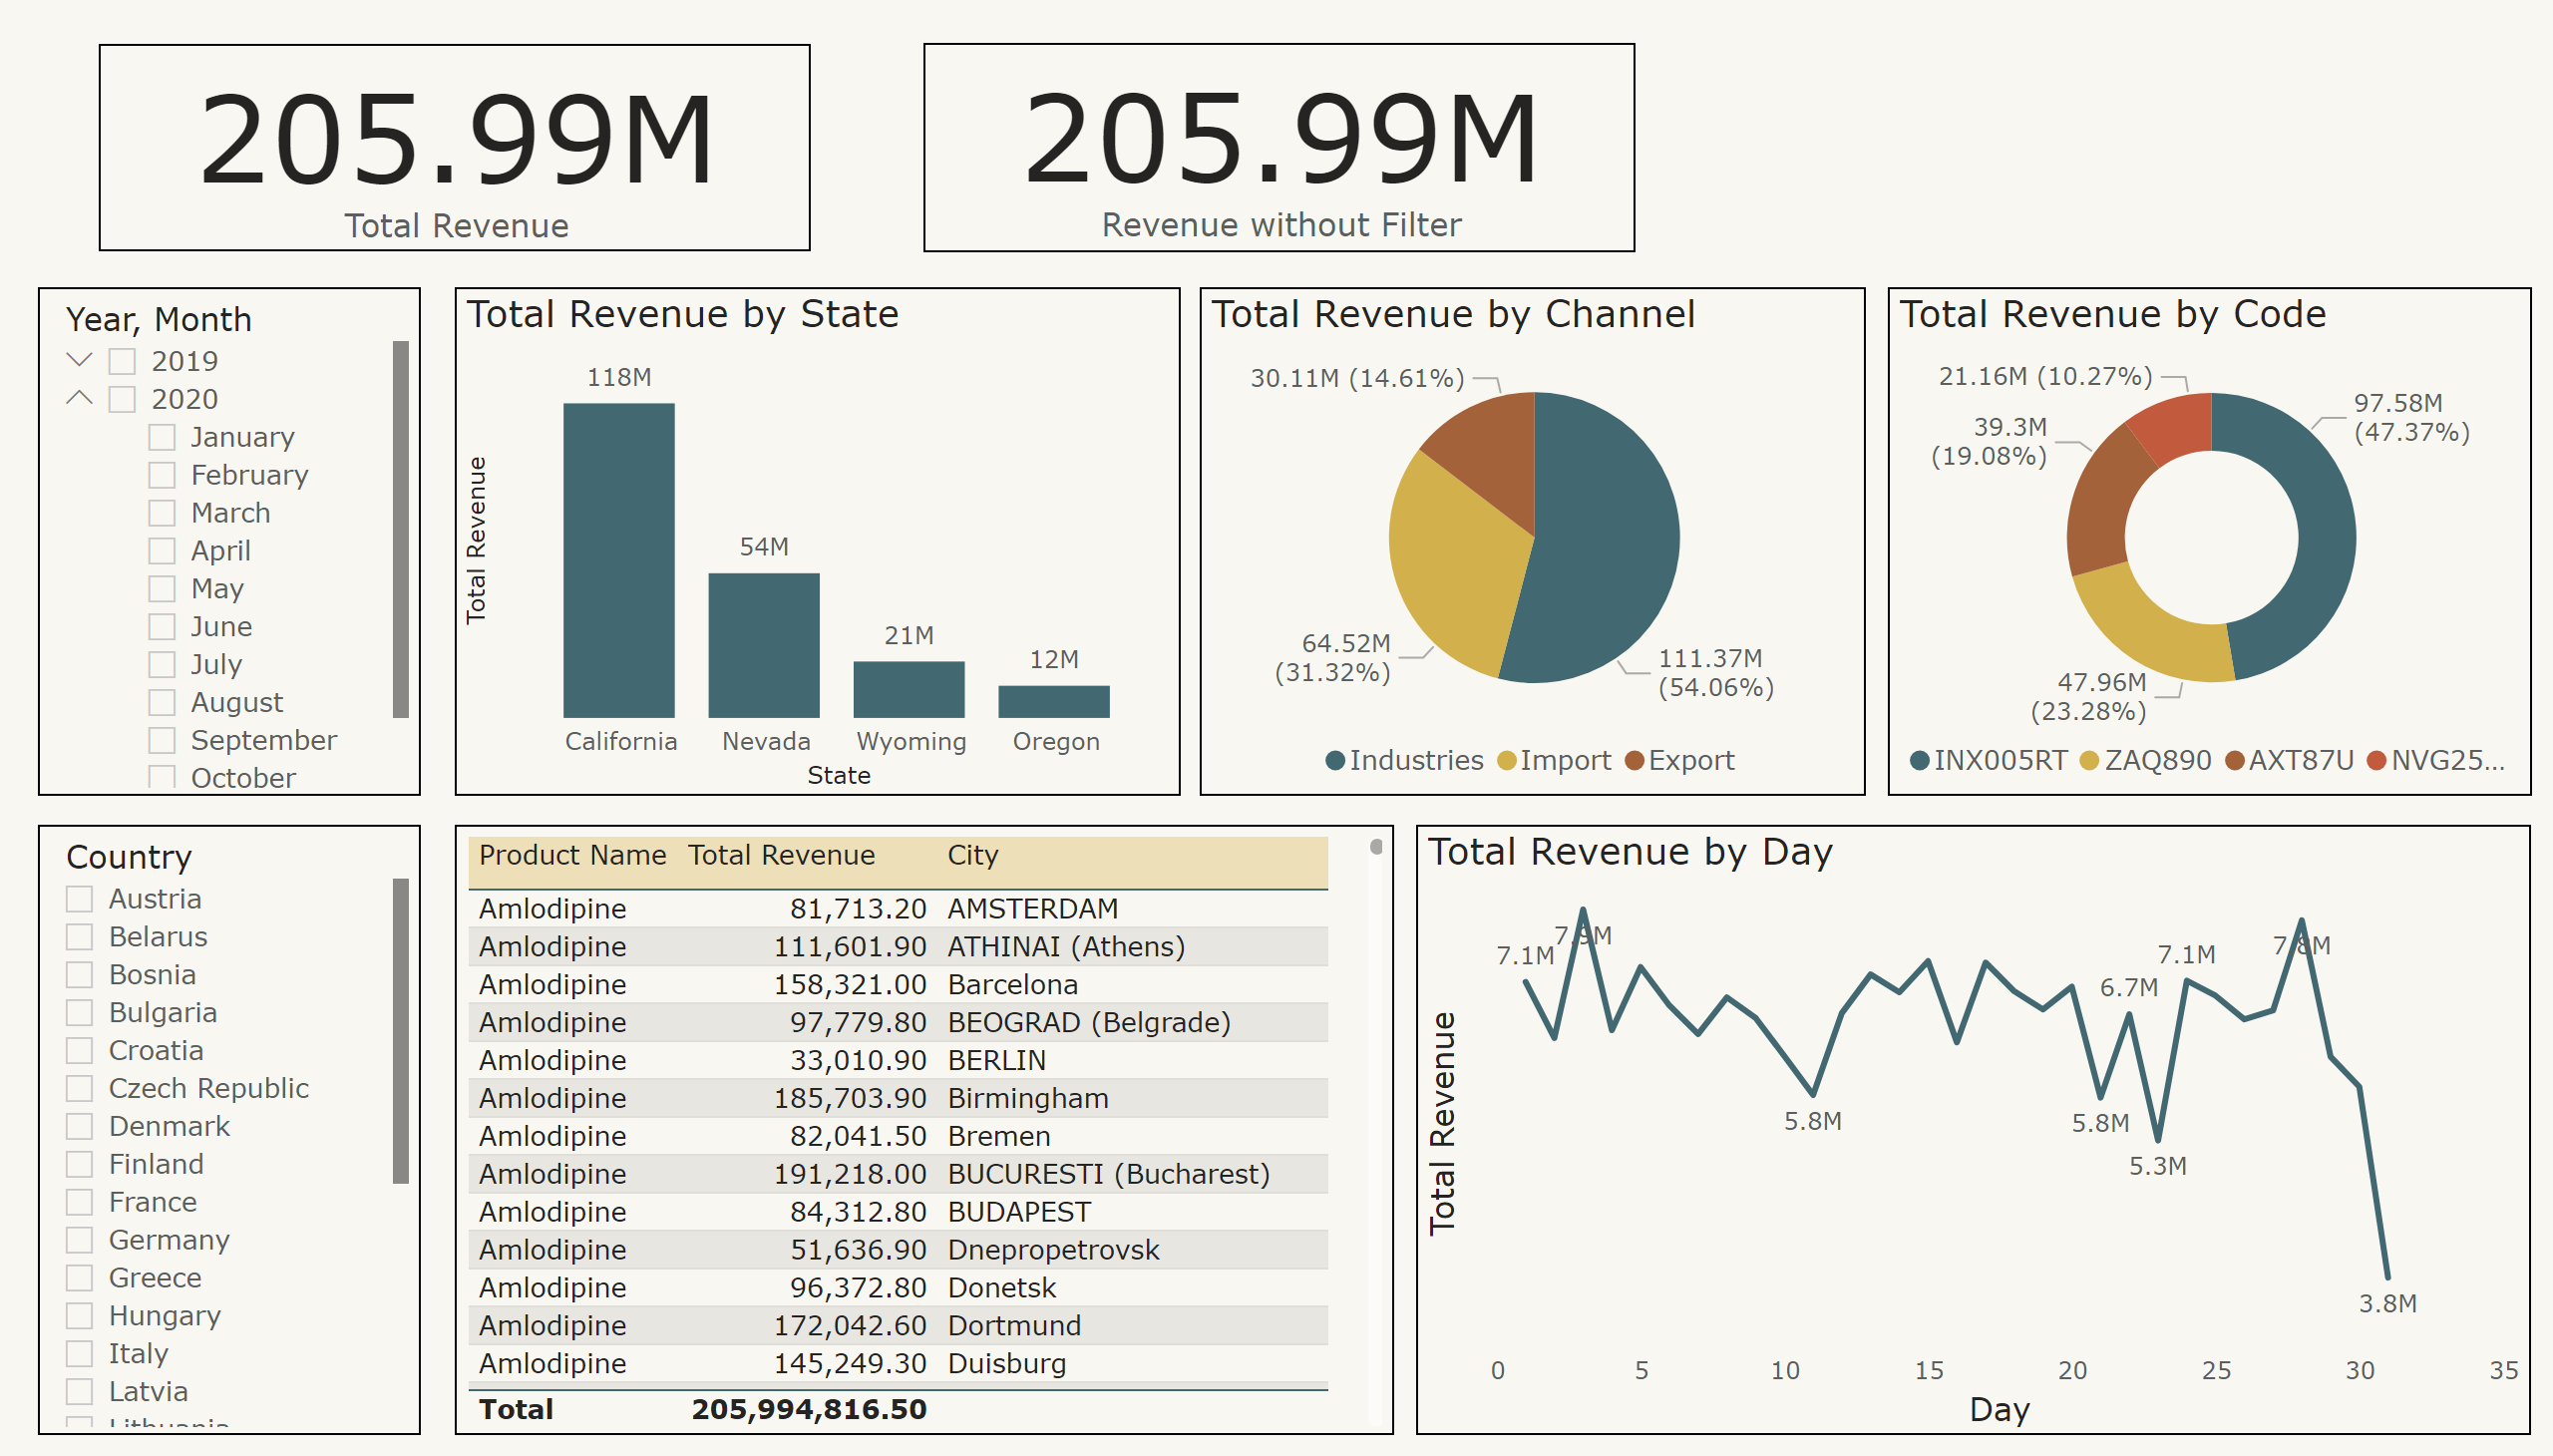 205.99M
Total Revenue
205.99M
Revenue without Filter
Year, Month
2019
2020
January
February
March
April
May
June
July
August
September
October
Total Revenue by State
Total Revenue
118M
54M
21M
12M
California Nevada Wyoming Oregon
State
Total Revenue by Channel
30.11M (14.61%)
64.52M
(31.32%)
111.37M
(54.06%)
Industries Import Export
Total Revenue by Code
21.16M (10.27%)
97.58M
(47.37%)
39.3M
(19.08%)
47.96M
(23.28%)
INX005RT ZAQ890 AXT87U NVG25...
Country
Austria
Belarus
Bosnia
Bulgaria
Croatia
Czech Republic
Denmark
Finland
France
Germany
Greece
Hungary
Italy
Latvia
Lithuania
Product Name Total Revenue City
Amlodipine 81,713.20 AMSTERDAM
Amlodipine 111,601.90 ATHINAI (Athens)
Amlodipine 158,321.00 Barcelona
Amlodipine 97,779.80 BEOGRAD (Belgrade)
Amlodipine 33,010.90 BERLIN
Amlodipine 185,703.90 Birmingham
Amlodipine 82,041.50 Bremen
Amlodipine 191,218.00 BUCURESTI (Bucharest)
Amlodipine 84,312.80 BUDAPEST
Amlodipine 51,636.90 Dnepropetrovsk
Amlodipine 96,372.80 Donetsk
Amlodipine 172,042.60 Dortmund
Amlodipine 145,249.30 Duisburg
Total 205,994,816.50
Total Revenue by Day
Total Revenue
7.1M
7.9M
5.8M
5.8M
6.7M
5.3M
7.1M
7.8M
3.8M
0 5 10 15 20 25 30 35
Day